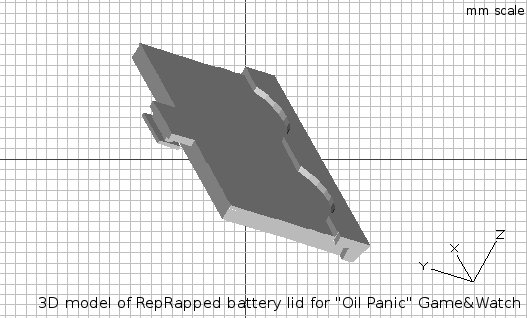 mm scale
Z
X
Y
3D model of RepRapped battery lid for "Oil Panic" Game&Watch